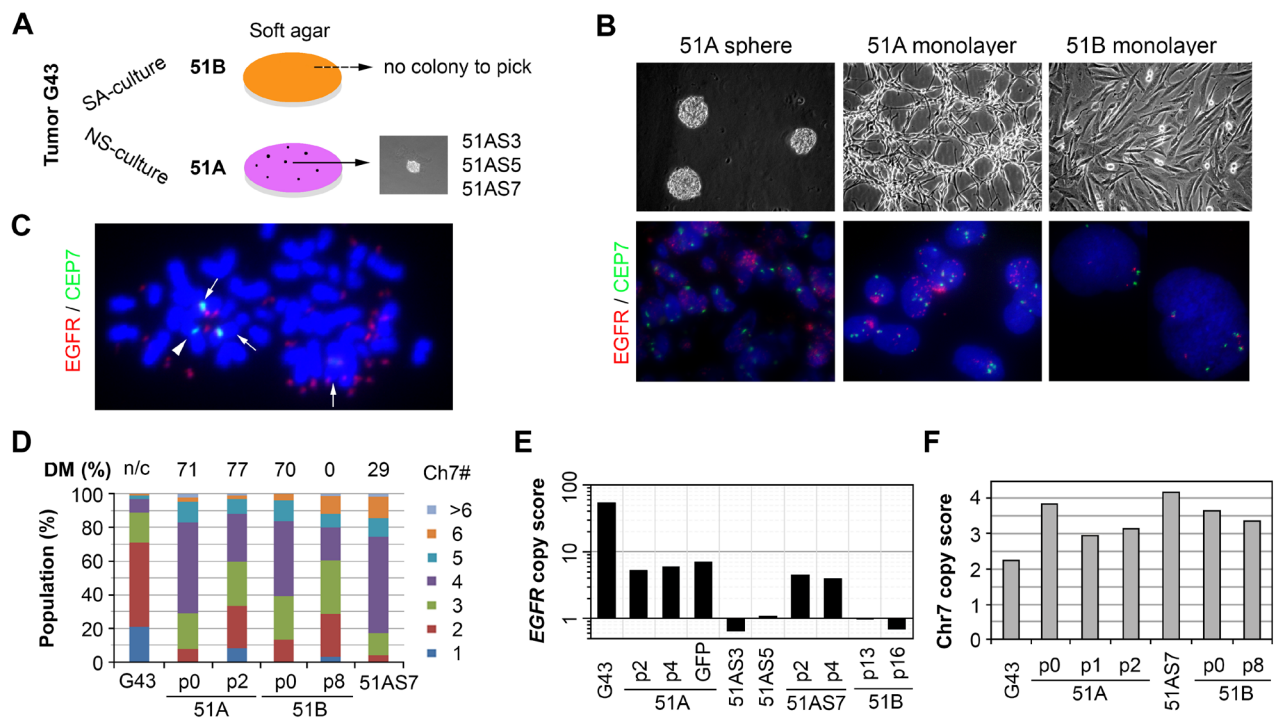 A
Soft agar
Tumor G43
SA-culture
51B
no colony to pick
NS-culture
51A
51AS3
51AS5
51AS7
B
51A sphere
51A monolayer
51B monolayer
EGFR / CEP7
C
EGFR / CEP7
D
DM (%) n/c 71 77 70 0 29
Ch7#
Population (%)
100
80
60
40
20
0
>6
6
5
4
3
2
1
G43 p0 p2 p0 p8 51AS7
51A 51B
E
EGFR copy score
100
10
1
G43 p2 p4 GFP 51AS3 51AS5 p2 p4 p13 p16
51A 51AS7 51B
F
Chr7 copy score
4
3
2
1
0
G43 p0 p1 p2 51AS7 p0 p8
51A 51B